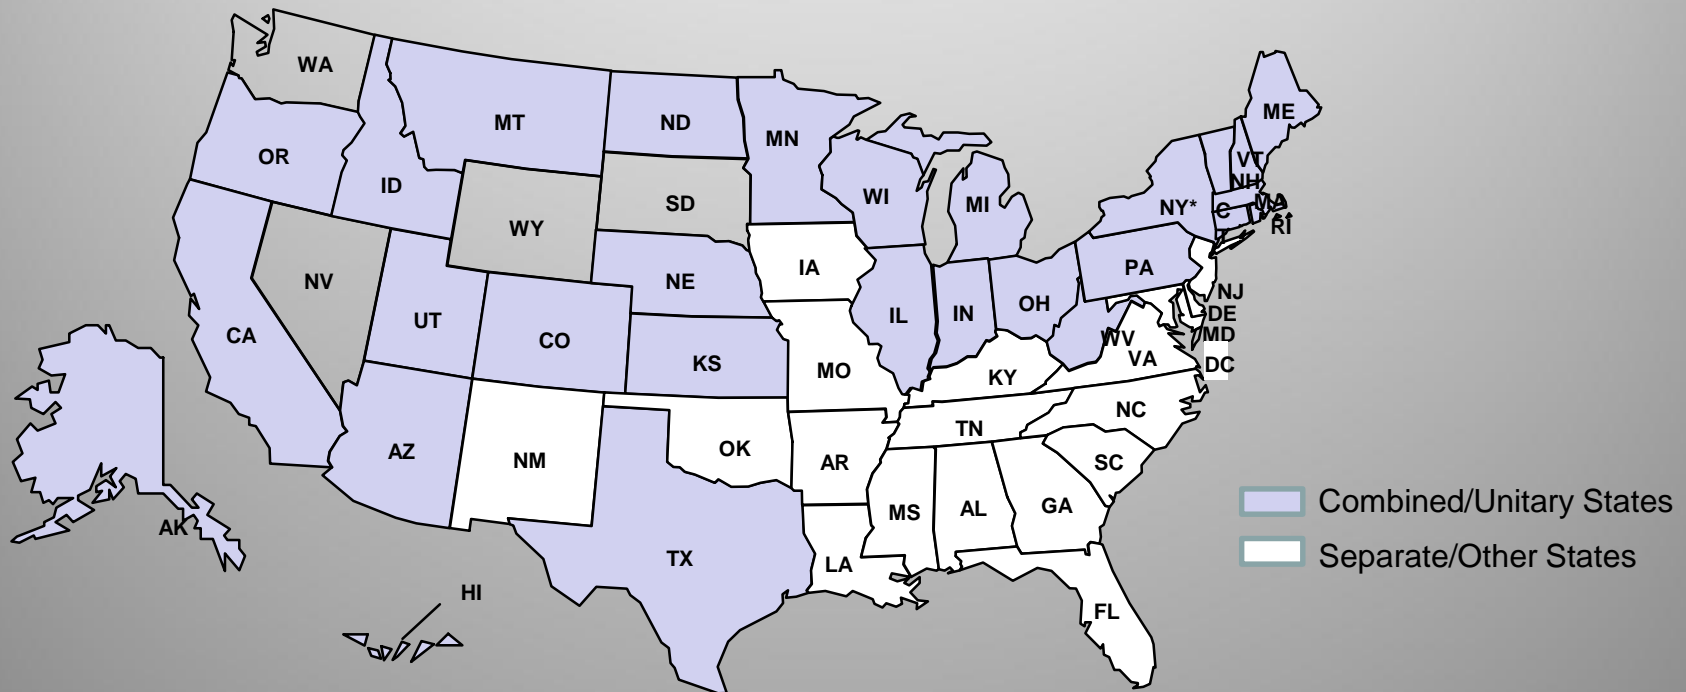 WA
MT
ND
MN
ME
OR
ID
VT
NH
WI
MI
SD
NY*
MA
C
T
RI
WY
IA
PA
NE
NV
NJ
OH
IL
IN
DE
UT
CA
CO
WV
MD
VA
KS
DC
MO
KY
NC
TN
AZ
NM
OK
AR
SC
Combined/Unitary States
MS
AL
GA
AK
TX
LA
Separate/Other States
HI
FL